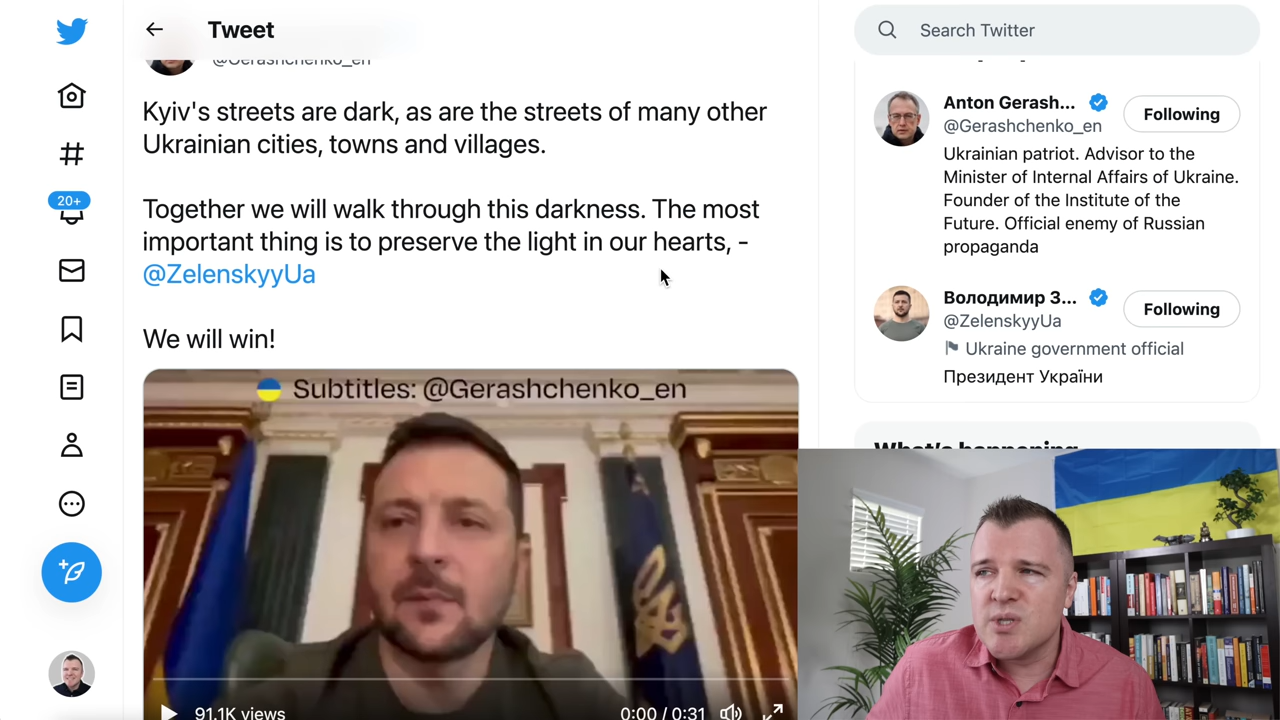 Tweet
Search Twitter
@Gerashchenko_en
Kyiv's streets are dark, as are the streets of many other
Ukrainian cities, towns and villages.
Together we will walk through this darkness. The most
important thing is to preserve the light in our hearts, -
@ZelenskyyUa
We will win!
Subtitles: @Gerashchenko_en
91.1K views
0:00 / 0:31
20+
Anton Gerash...
@Gerashchenko_en
Following
Ukrainian patriot. Advisor to the
Minister of Internal Affairs of Ukraine.
Founder of the Institute of the
Future. Official enemy of Russian
propaganda
Володимир З...
@ZelenskyyUa
Following
Ukraine government official
Президент України
What's happening